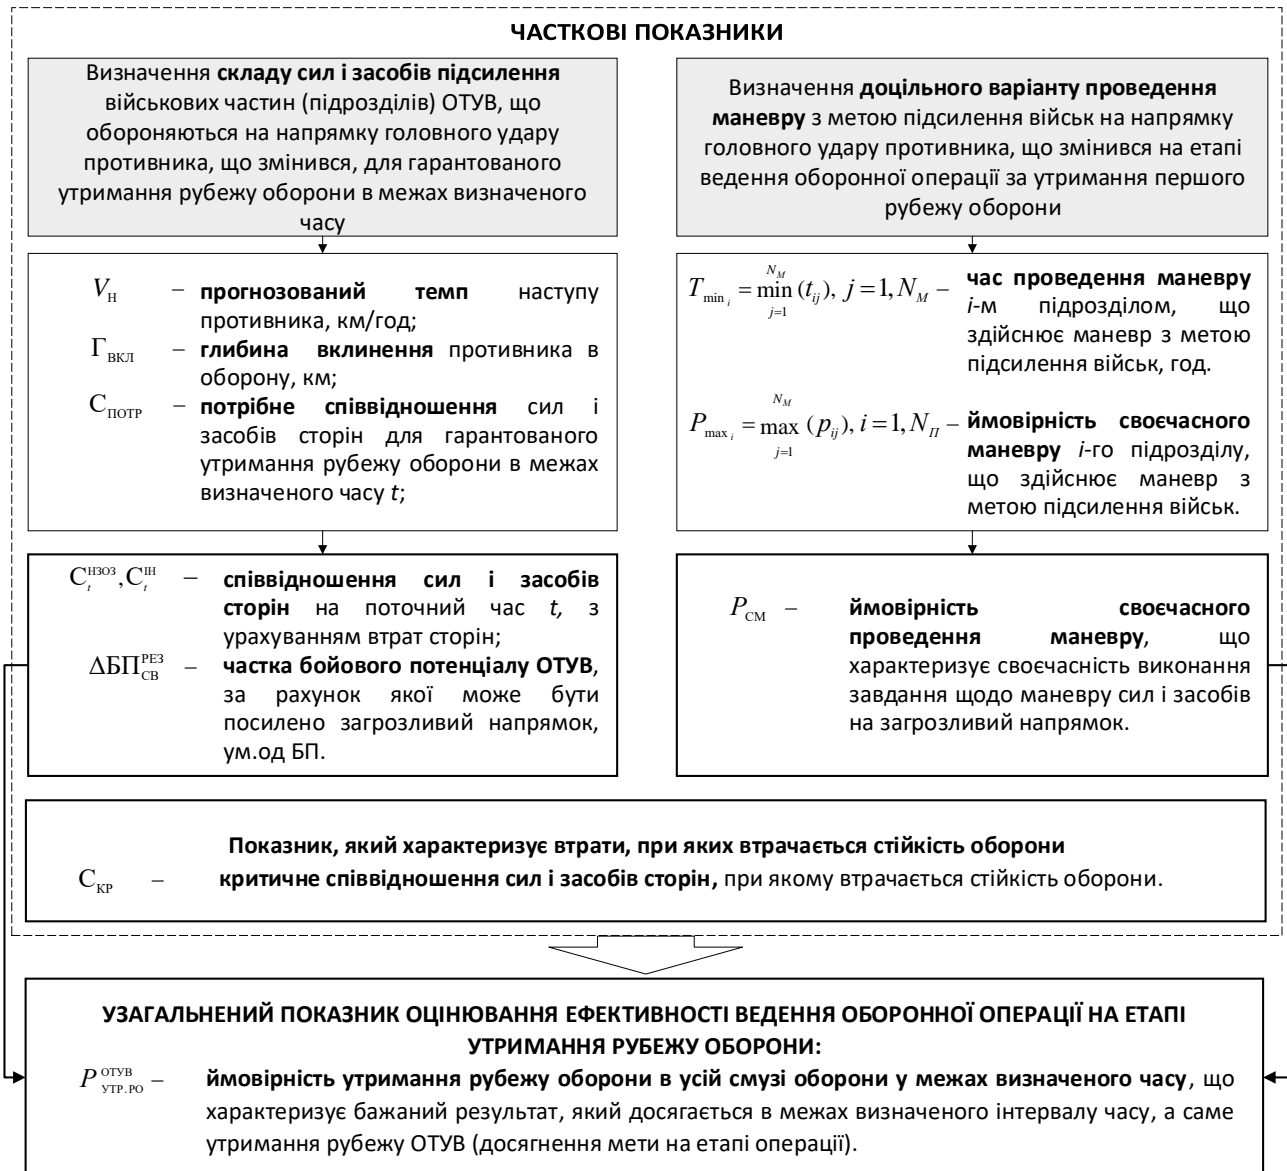 ЧАСТКОВІ ПОКАЗНИКИ
Визначення складу сил і засобів підсилення
військових частин (підрозділів) ОТУВ, що
обороняються на напрямку головного удару
противника, що змінився, для гарантованого
утримання рубежу оборони в межах визначеного
часу
V_Н – прогнозований темп наступу
противника, км/год;
Г_ВКЛ – глибина вклинення противника в
оборону, км;
С_ПОТР – потрібне співвідношення сил і
засобів сторін для гарантованого
утримання рубежу оборони в межах
визначеного часу t;
С_t^НЗОЗ, С_t^ІН – співвідношення сил і засобів
сторін на поточний час t, з
урахуванням втрат сторін;
ΔБП_СВ^РЕЗ – частка бойового потенціалу ОТУВ,
за рахунок якої може бути
посилено загрозливий напрямок,
ум.од БП.
Визначення доцільного варіанту проведення
маневру з метою підсилення військ на напрямку
головного удару противника, що змінився на етапі
ведення оборонної операції за утримання першого
рубежу оборони
T_min_i = min_{j=1}^{N_M} (t_ij), j = 1, N_M – час проведення маневру
і-м підрозділом, що
здійснює маневр з метою
підсилення військ, год.
P_max_i = max_{j=1}^{N_M} (p_ij), i = 1, N_П – ймовірність своєчасного
маневру і-го підрозділу,
що здійснює маневр з
метою підсилення військ.
P_СМ – ймовірність своєчасного
проведення маневру, що
характеризує своєчасність виконання
завдання щодо маневру сил і засобів
на загрозливий напрямок.
Показник, який характеризує втрати, при яких втрачається стійкість оборони
С_КР – критичне співвідношення сил і засобів сторін, при якому втрачається стійкість оборони.
УЗАГАЛЬНЕНИЙ ПОКАЗНИК ОЦІНЮВАННЯ ЕФЕКТИВНОСТІ ВЕДЕННЯ ОБОРОННОЇ ОПЕРАЦІЇ НА ЕТАПІ
УТРИМАННЯ РУБЕЖУ ОБОРОНИ:
P_УТР.РО^ОТУВ – ймовірність утримання рубежу оборони в усій смузі оборони у межах визначеного часу, що
характеризує бажаний результат, який досягається в межах визначеного інтервалу часу, а саме
утримання рубежу ОТУВ (досягнення мети на етапі операції).